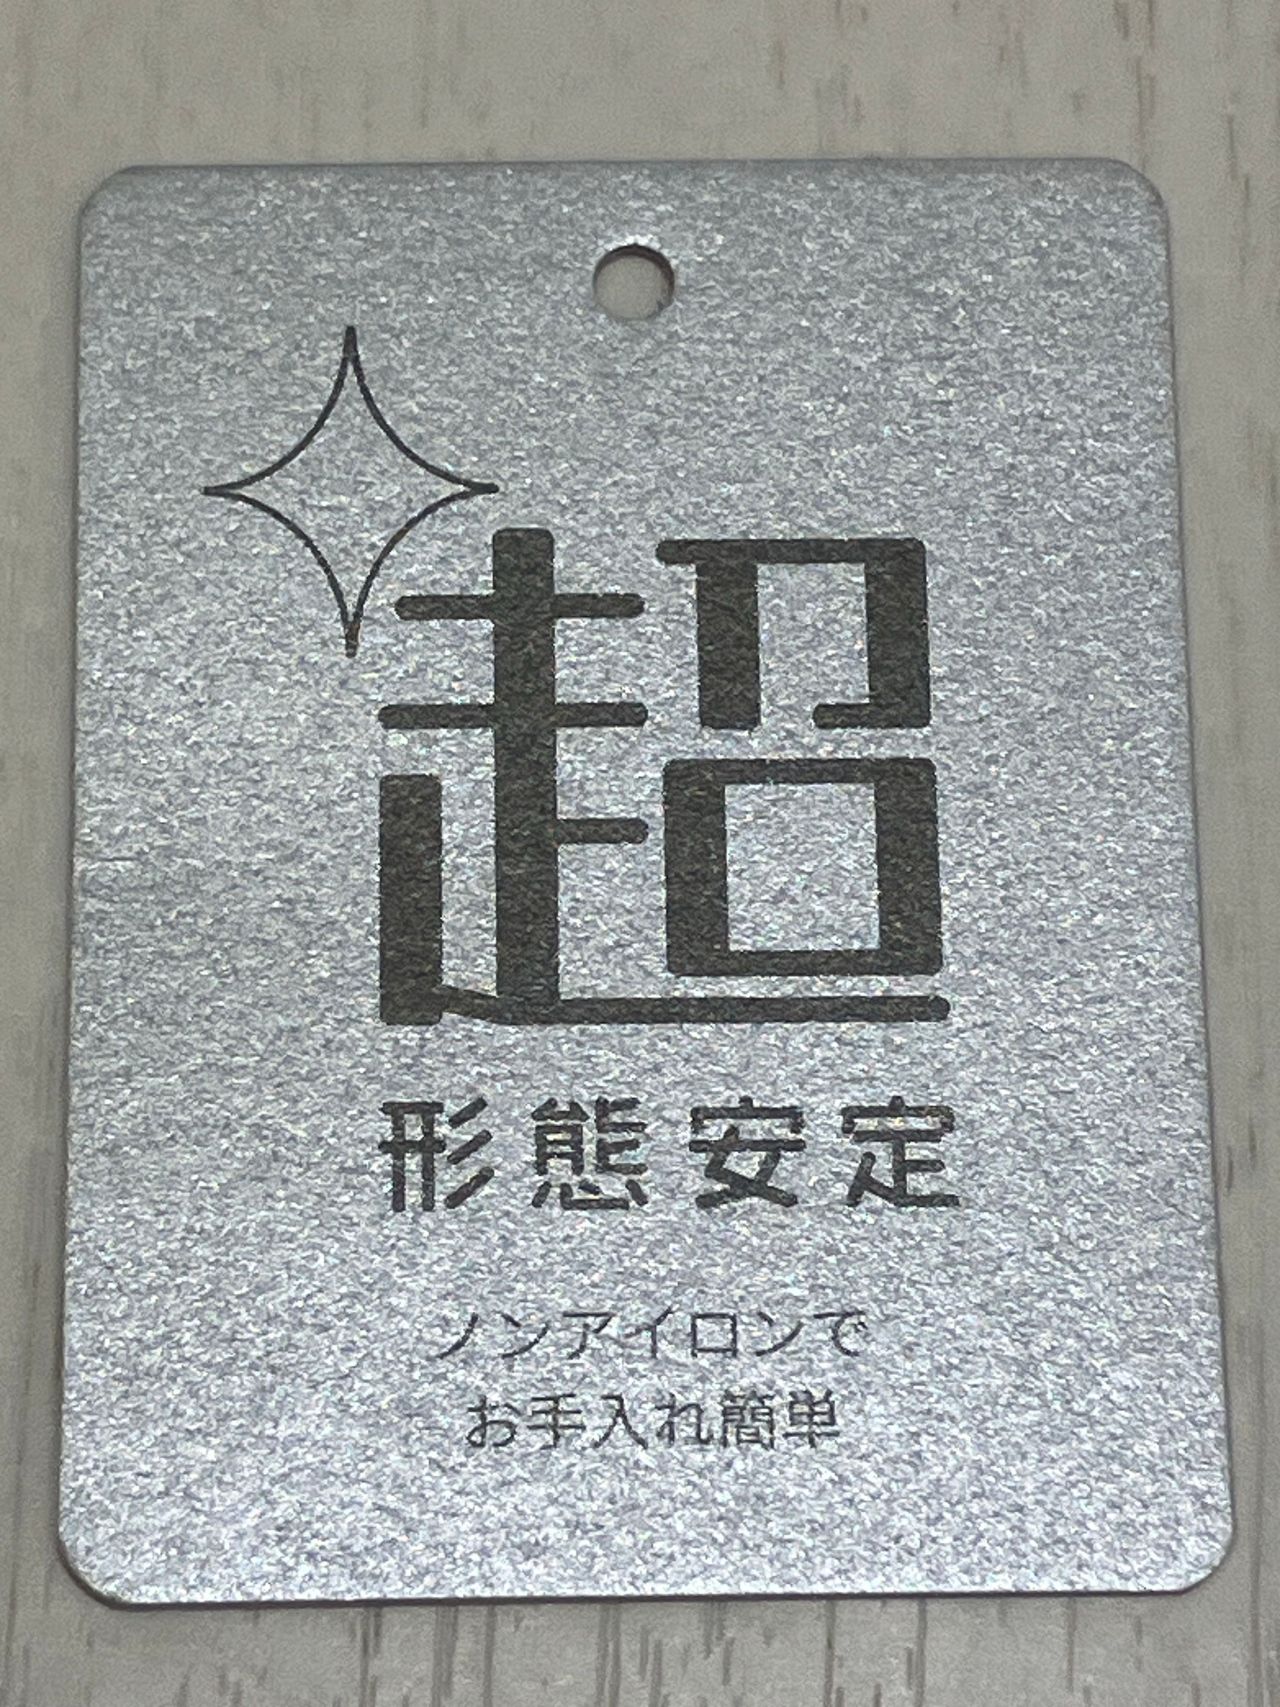 超
形態安定
ノンアイロンで
お手入れ簡単